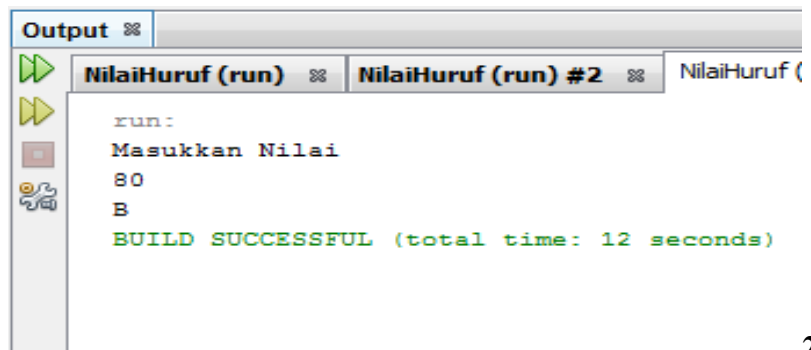 Output
NilaiHuruf (run) NilaiHuruf (run) #2 NilaiHuruf (
run:
Masukkan Nilai
80
B
BUILD SUCCESSFUL (total time: 12 seconds)